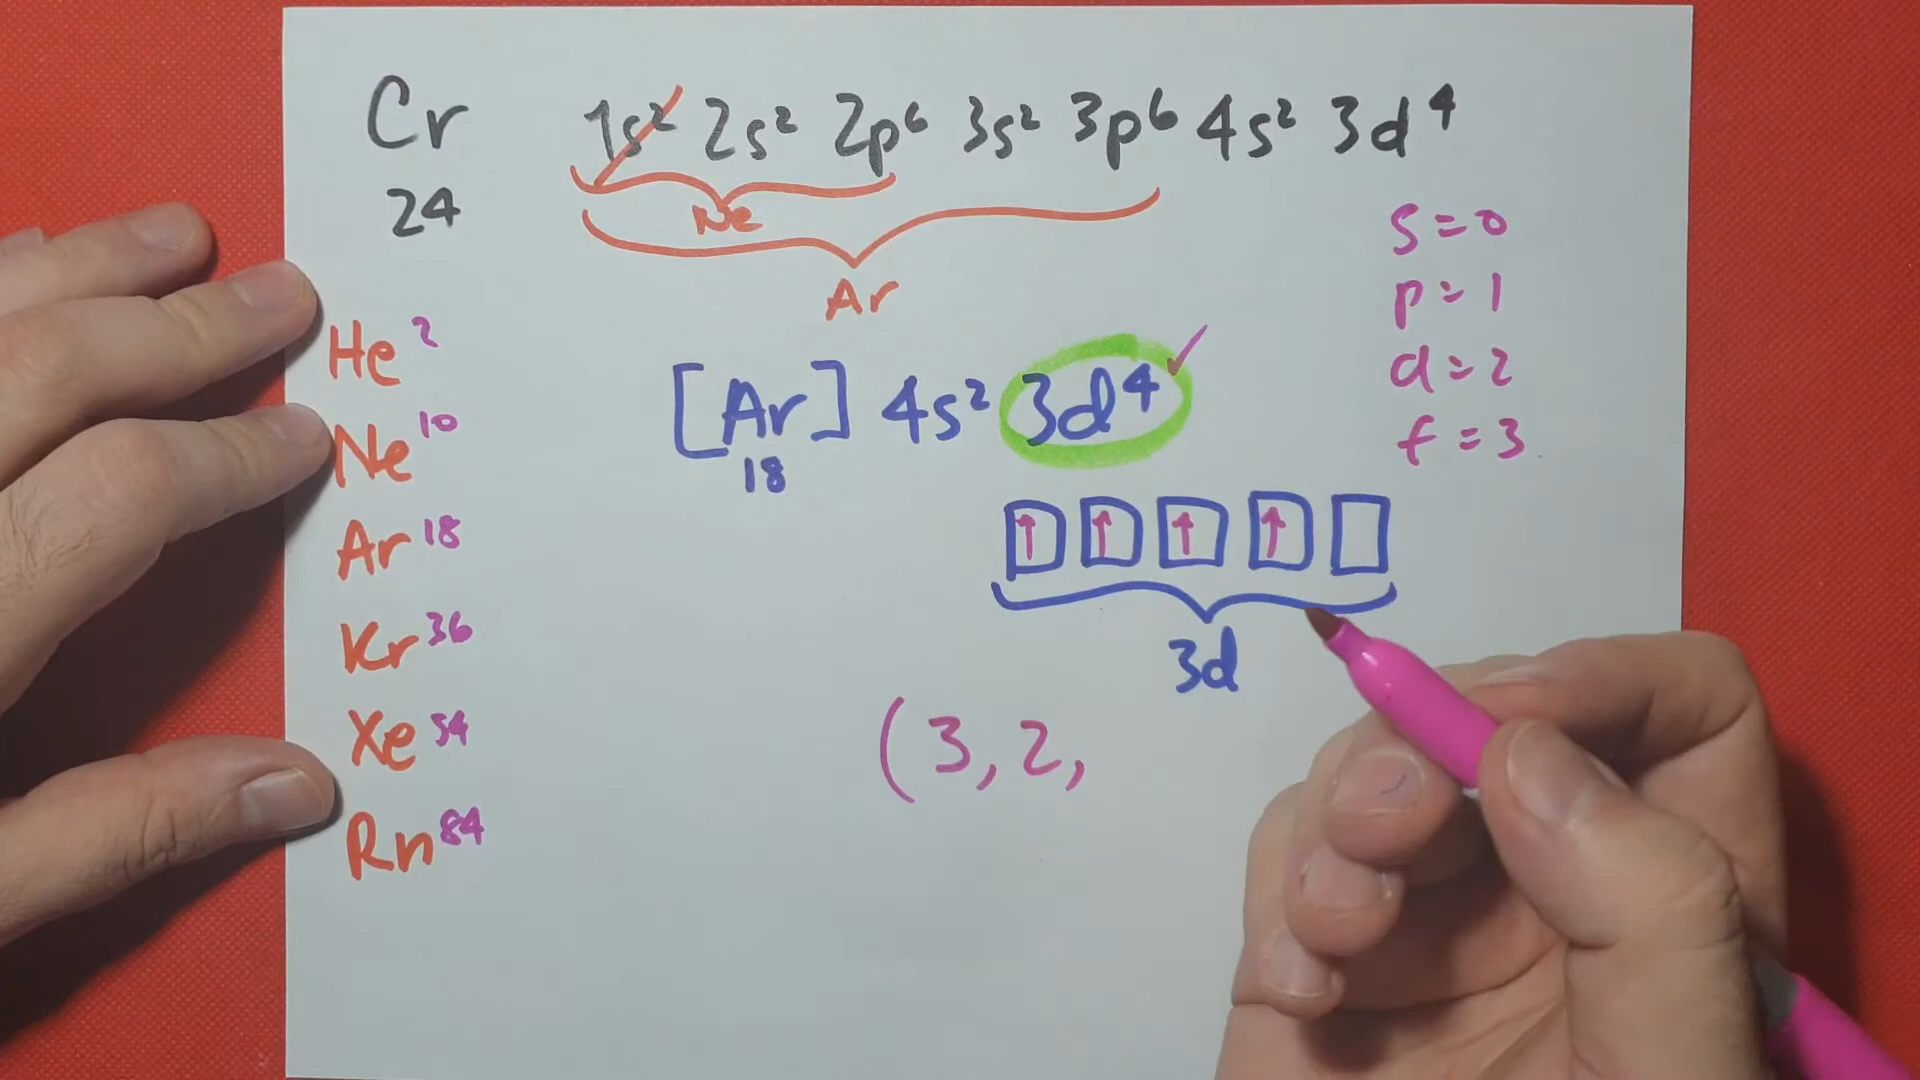 Cr 1s² 2s² 2p⁶ 3s² 3p⁶ 4s² 3d⁴
24
Ne
Ar
s=0
p=1
d=2
f=3
He²
Ne¹⁰
Ar¹⁸
Kr³⁶
Xe⁵⁴
Rn⁸⁴
[Ar] 4s² 3d⁴ ✓
18
↑ ↑ ↑ ↑
3d
(3,2,